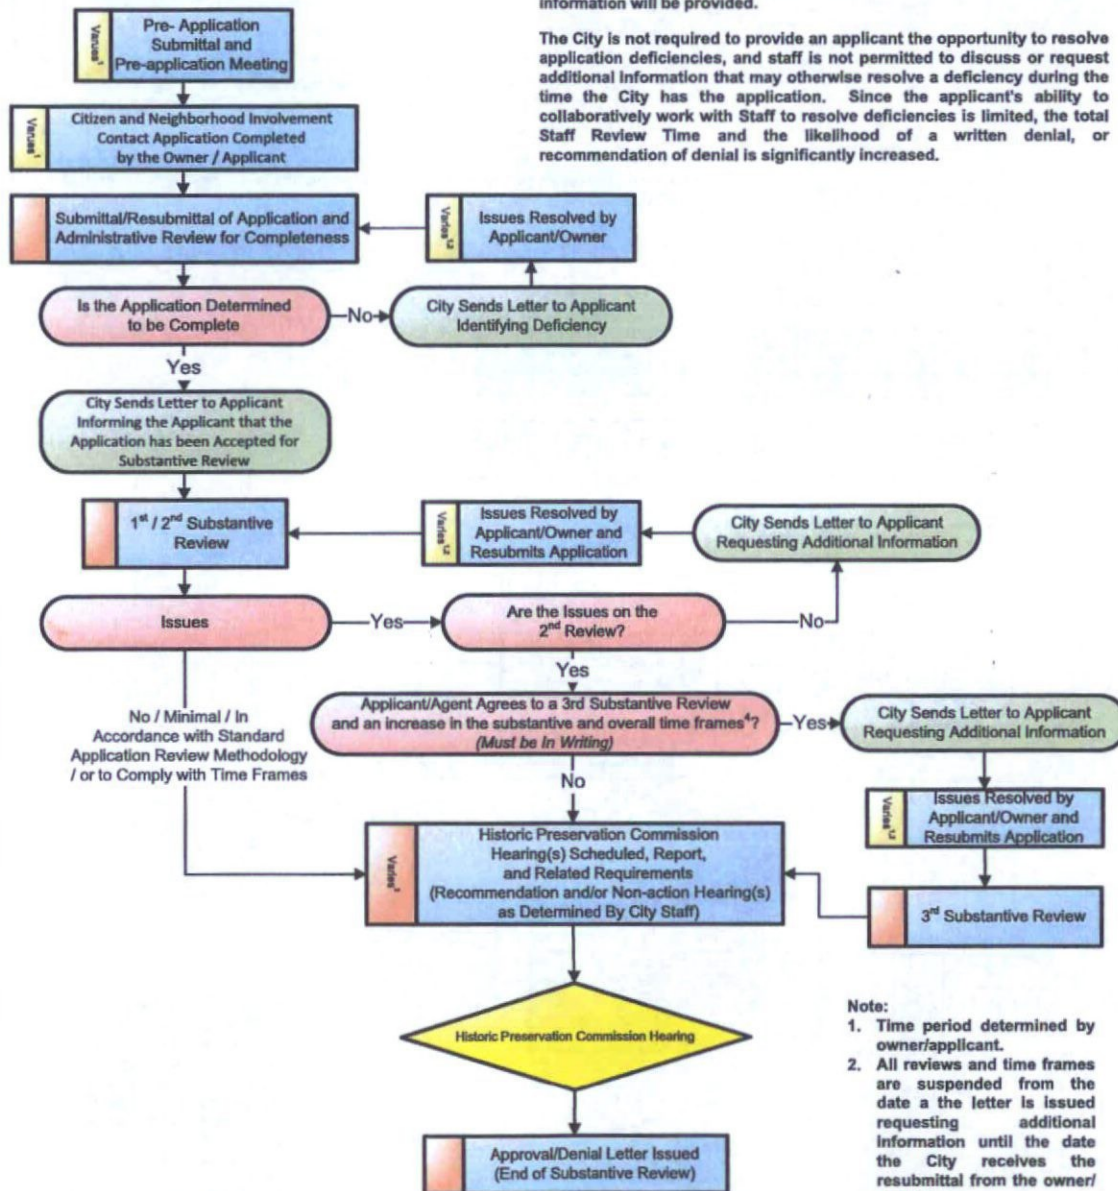 information will be provided.
The City is not required to provide an applicant the opportunity to resolve
application deficiencies, and staff is not permitted to discuss or request
additional information that may otherwise resolve a deficiency during the
time the City has the application. Since the applicant's ability to
collaboratively work with Staff to resolve deficiencies is limited, the total
Staff Review Time and the likelihood of a written denial, or
recommendation of denial is significantly increased.
Varies¹
Pre- Application
Submittal and
Pre-application Meeting
Varies¹
Citizen and Neighborhood Involvement
Contact Application Completed
by the Owner / Applicant
Submittal/Resubmittal of Application and
Administrative Review for Completeness
Varies¹,²
Issues Resolved by
Applicant/Owner
Is the Application Determined
to be Complete
No
City Sends Letter to Applicant
Identifying Deficiency
Yes
City Sends Letter to Applicant
Informing the Applicant that the
Application has been Accepted for
Substantive Review
1st / 2nd Substantive
Review
Varies¹,²
Issues Resolved by
Applicant/Owner and
Resubmits Application
City Sends Letter to Applicant
Requesting Additional Information
Issues
Yes
Are the Issues on the
2nd Review?
No
Yes
No / Minimal / In
Accordance with Standard
Application Review Methodology
/ or to Comply with Time Frames
Applicant/Agent Agrees to a 3rd Substantive Review
and an increase in the substantive and overall time frames⁴?
(Must be In Writing)
Yes
City Sends Letter to Applicant
Requesting Additional Information
No
Varies¹,²
Issues Resolved by
Applicant/Owner and
Resubmits Application
Varies
Historic Preservation Commission
Hearing(s) Scheduled, Report,
and Related Requirements
(Recommendation and/or Non-action Hearing(s)
as Determined By City Staff)
3rd Substantive Review
Historic Preservation Commission Hearing
Approval/Denial Letter Issued
(End of Substantive Review)
Note:
1. Time period determined by
owner/applicant.
2. All reviews and time frames
are suspended from the
date a the letter is issued
requesting additional
information until the date
the City receives the
resubmittal from the owner/